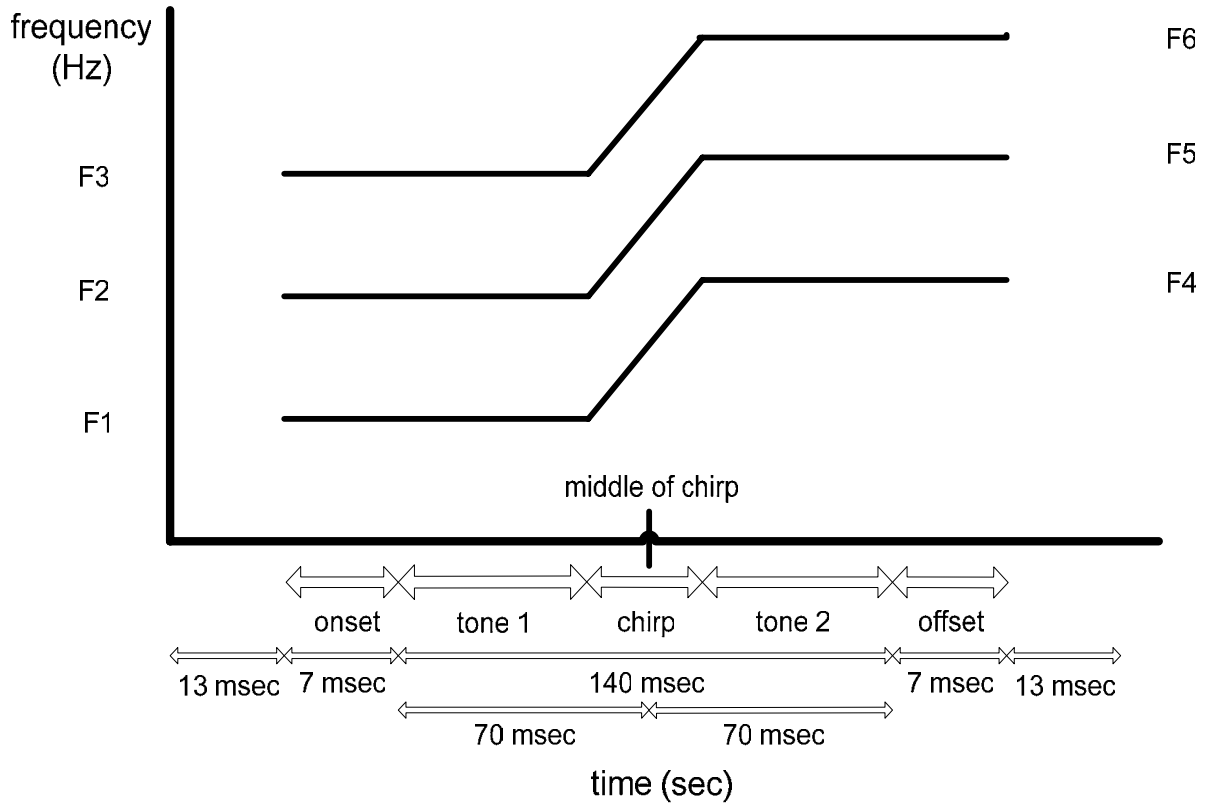 frequency
(Hz)
F6
F3
F5
F2
F4
F1
middle of chirp
onset tone 1 chirp tone 2 offset
13 msec 7 msec 140 msec 7 msec 13 msec
70 msec 70 msec
time (sec)